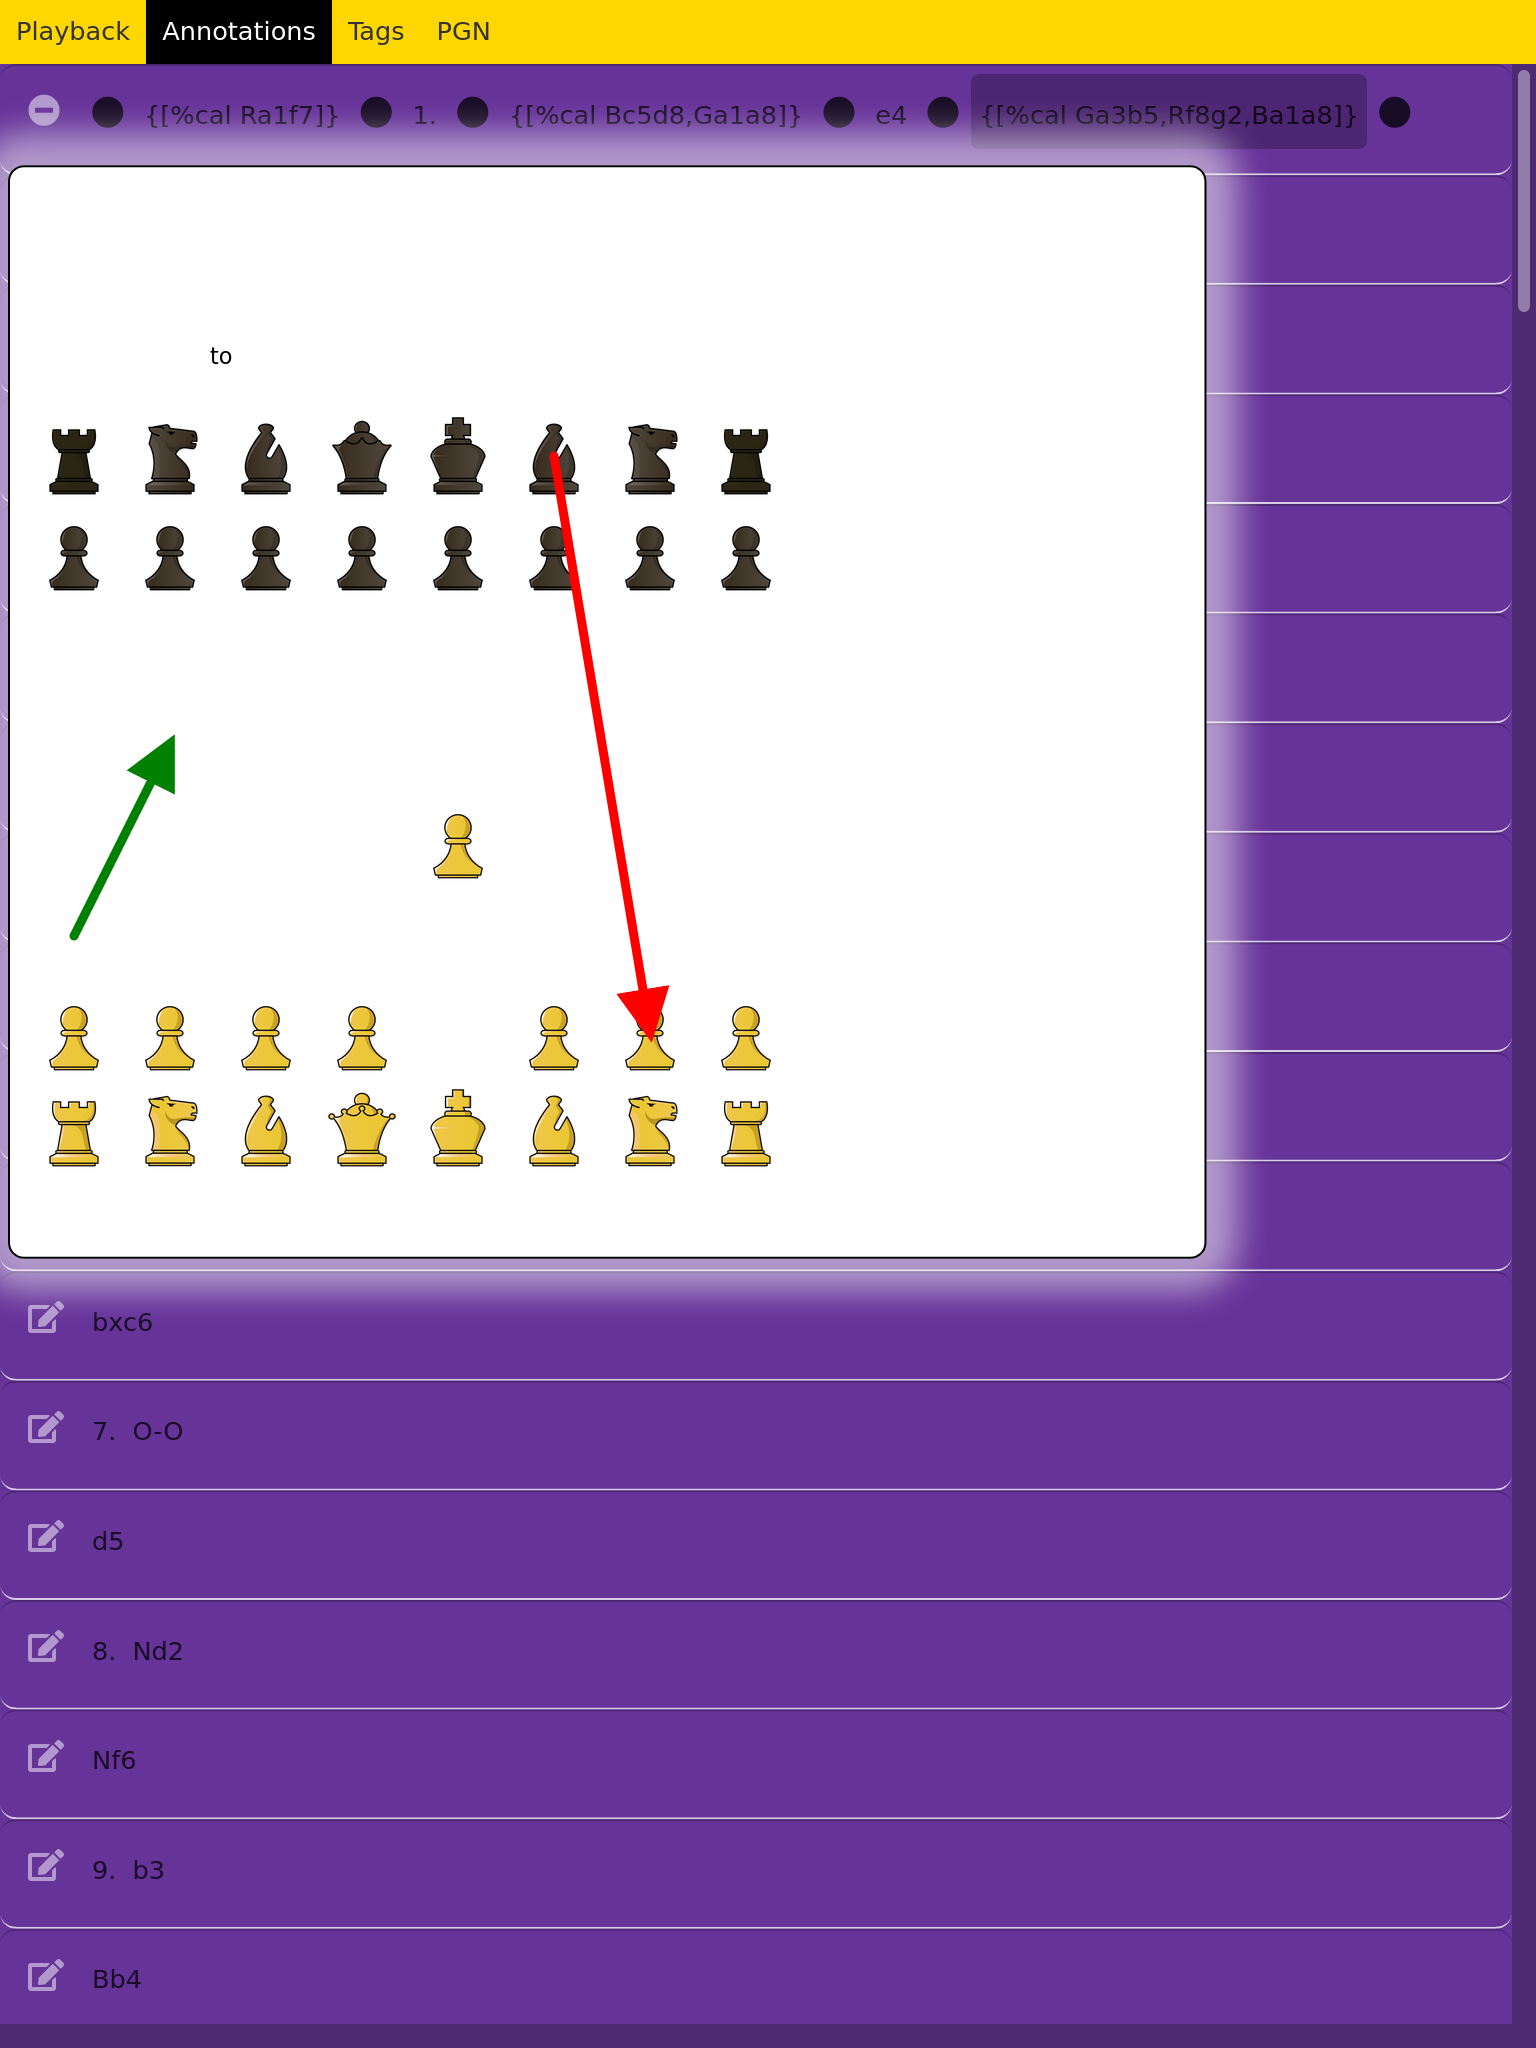 Playback Annotations Tags PGN
{[%cal Ra1f7]} 1. {[%cal Bc5d8,Ga1a8]} e4 {[%cal Ga3b5,Rf8g2,Ba1a8]}
to
bxc6
7. O-O
d5
8. Nd2
Nf6
9. b3
Bb4